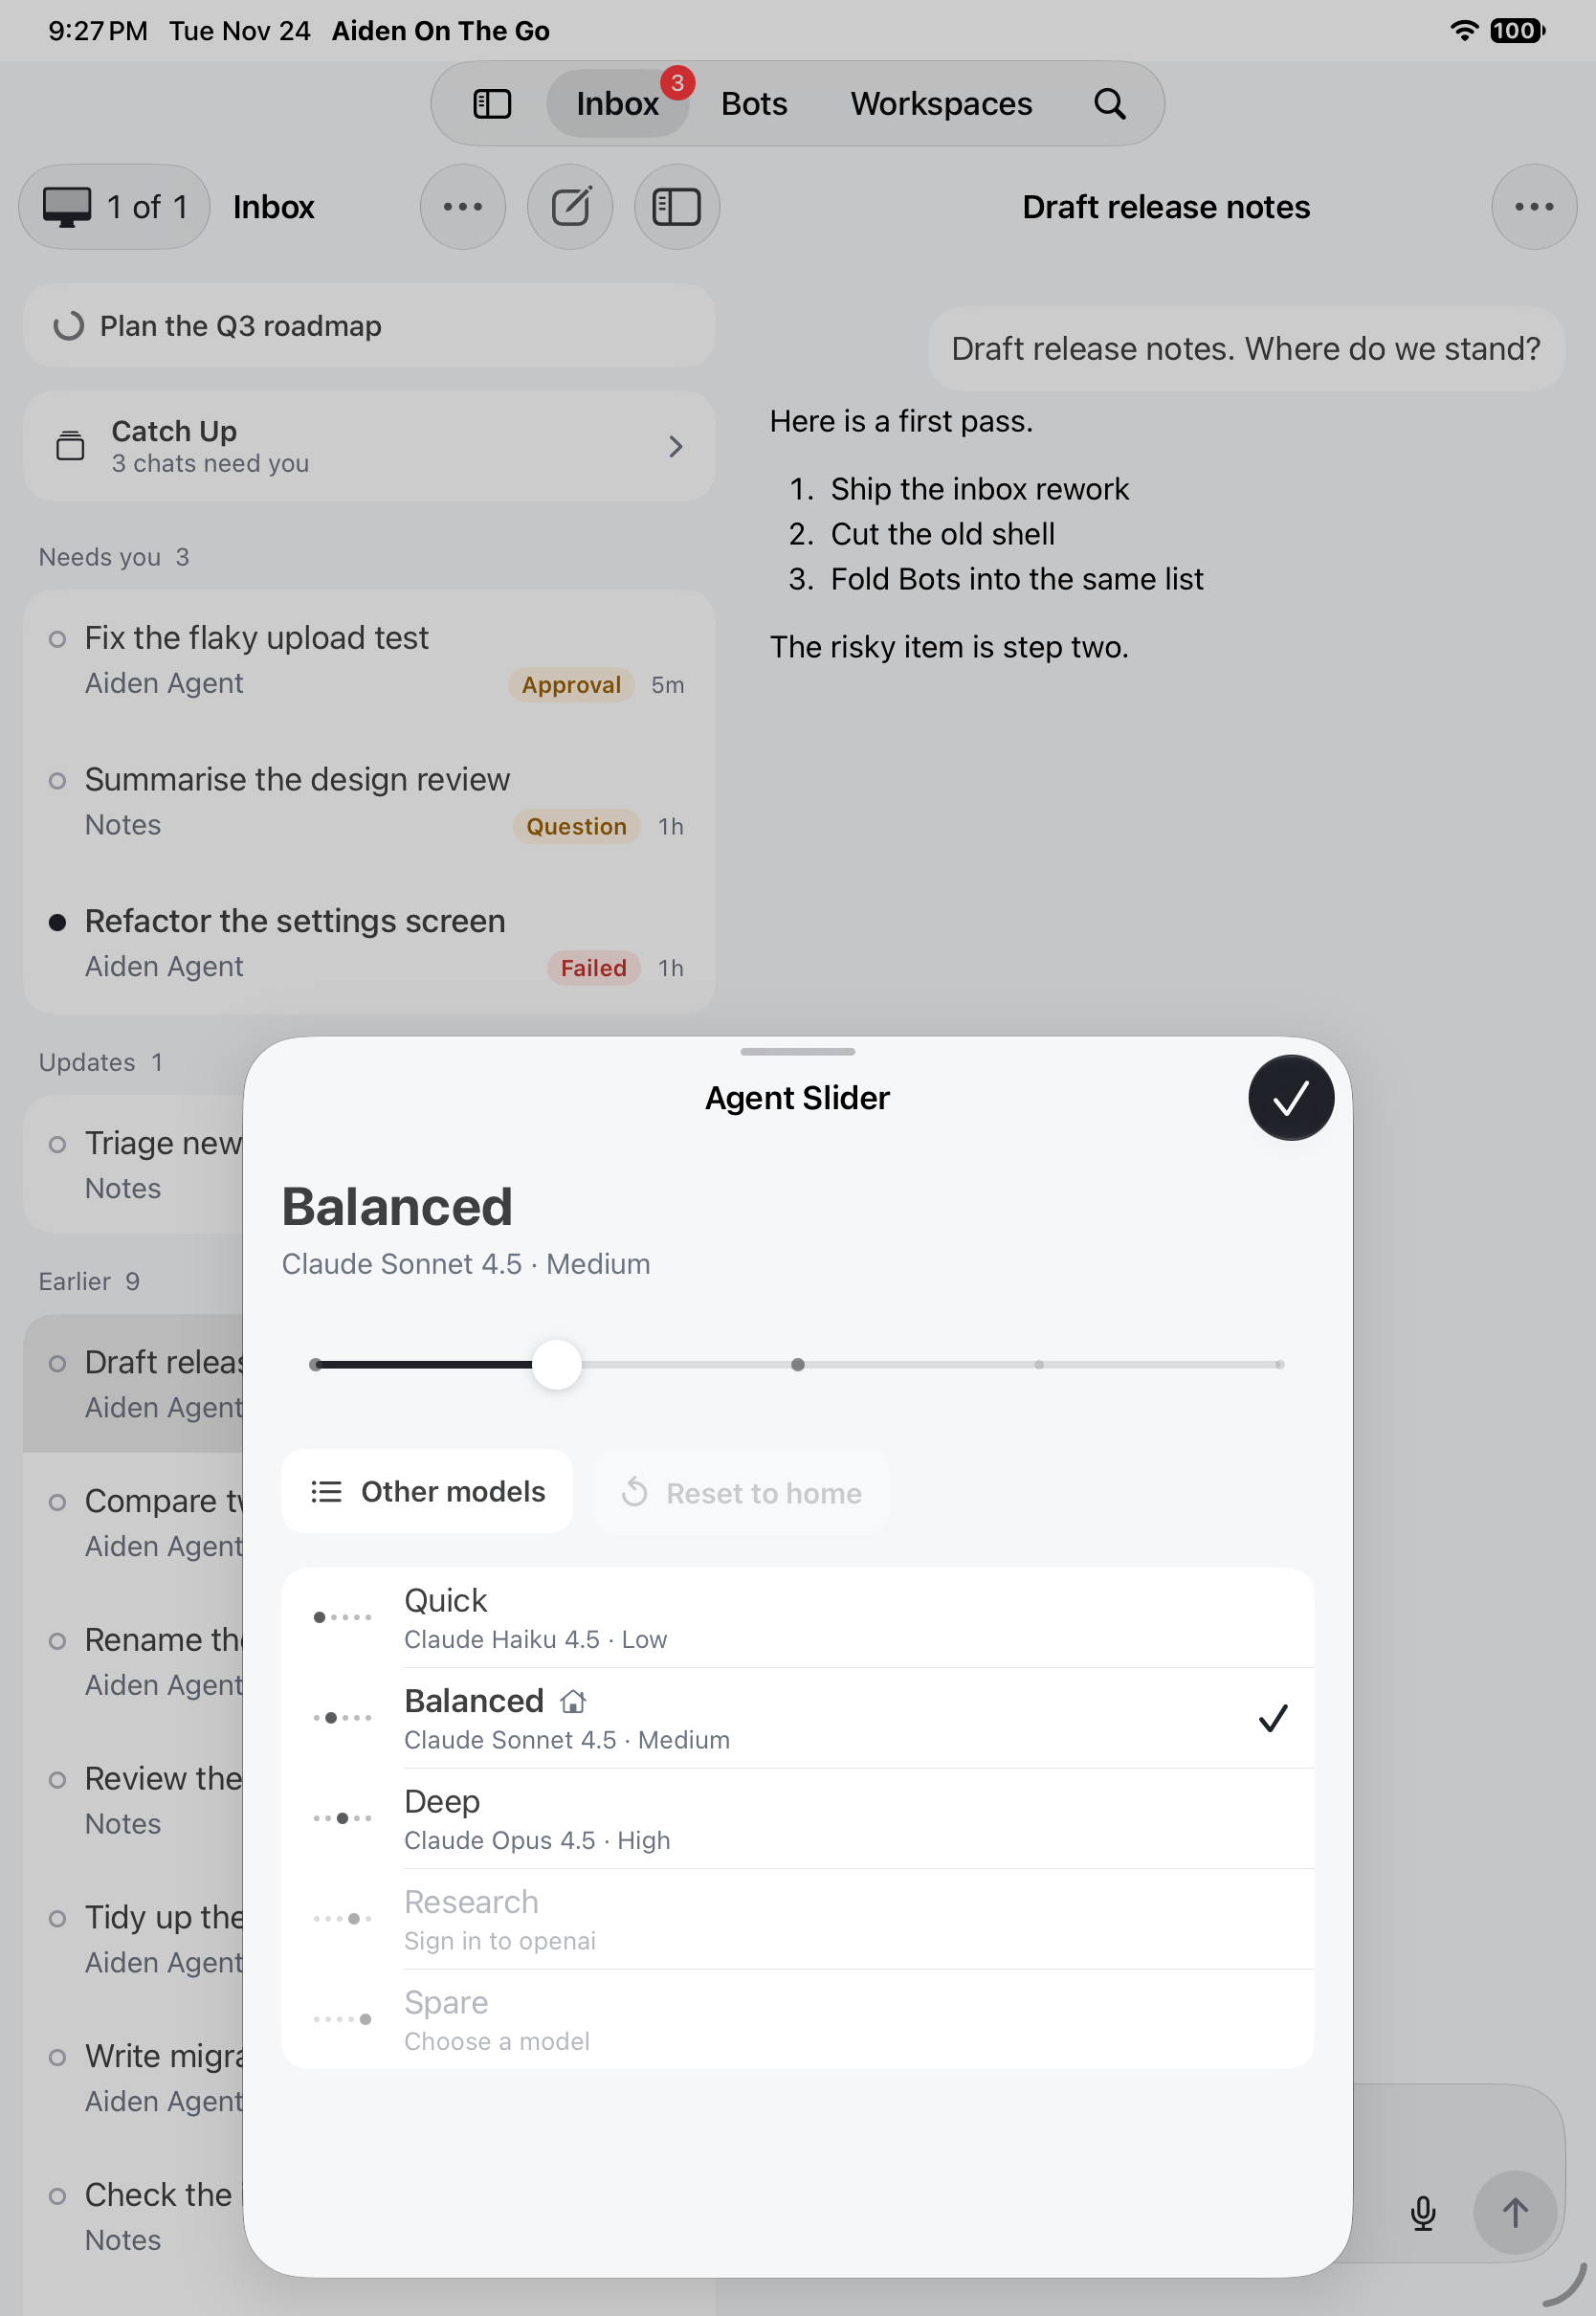 9:27 PM Tue Nov 24 Aiden On The Go
100
Inbox 3 Bots Workspaces
1 of 1 Inbox
Draft release notes
Plan the Q3 roadmap
Catch Up
3 chats need you
Needs you 3
Fix the flaky upload test
Aiden Agent Approval 5m
Summarise the design review
Notes Question 1h
Refactor the settings screen
Aiden Agent Failed 1h
Updates 1
Triage new
Notes
Earlier 9
Draft releas
Aiden Agent
Compare tw
Aiden Agent
Rename the
Aiden Agent
Review the
Notes
Tidy up the
Aiden Agent
Write migra
Aiden Agent
Check the
Notes
Draft release notes. Where do we stand?
Here is a first pass.
1. Ship the inbox rework
2. Cut the old shell
3. Fold Bots into the same list
The risky item is step two.
Agent Slider
Balanced
Claude Sonnet 4.5 · Medium
Other models Reset to home
Quick
Claude Haiku 4.5 · Low
Balanced
Claude Sonnet 4.5 · Medium
Deep
Claude Opus 4.5 · High
Research
Sign in to openai
Spare
Choose a model